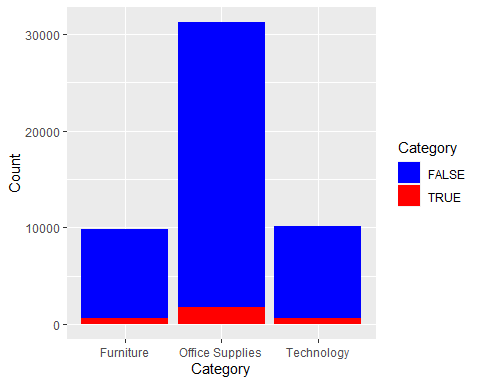 30000
20000
10000
0
Count
Furniture
Office Supplies
Technology
Category
Category
FALSE
TRUE